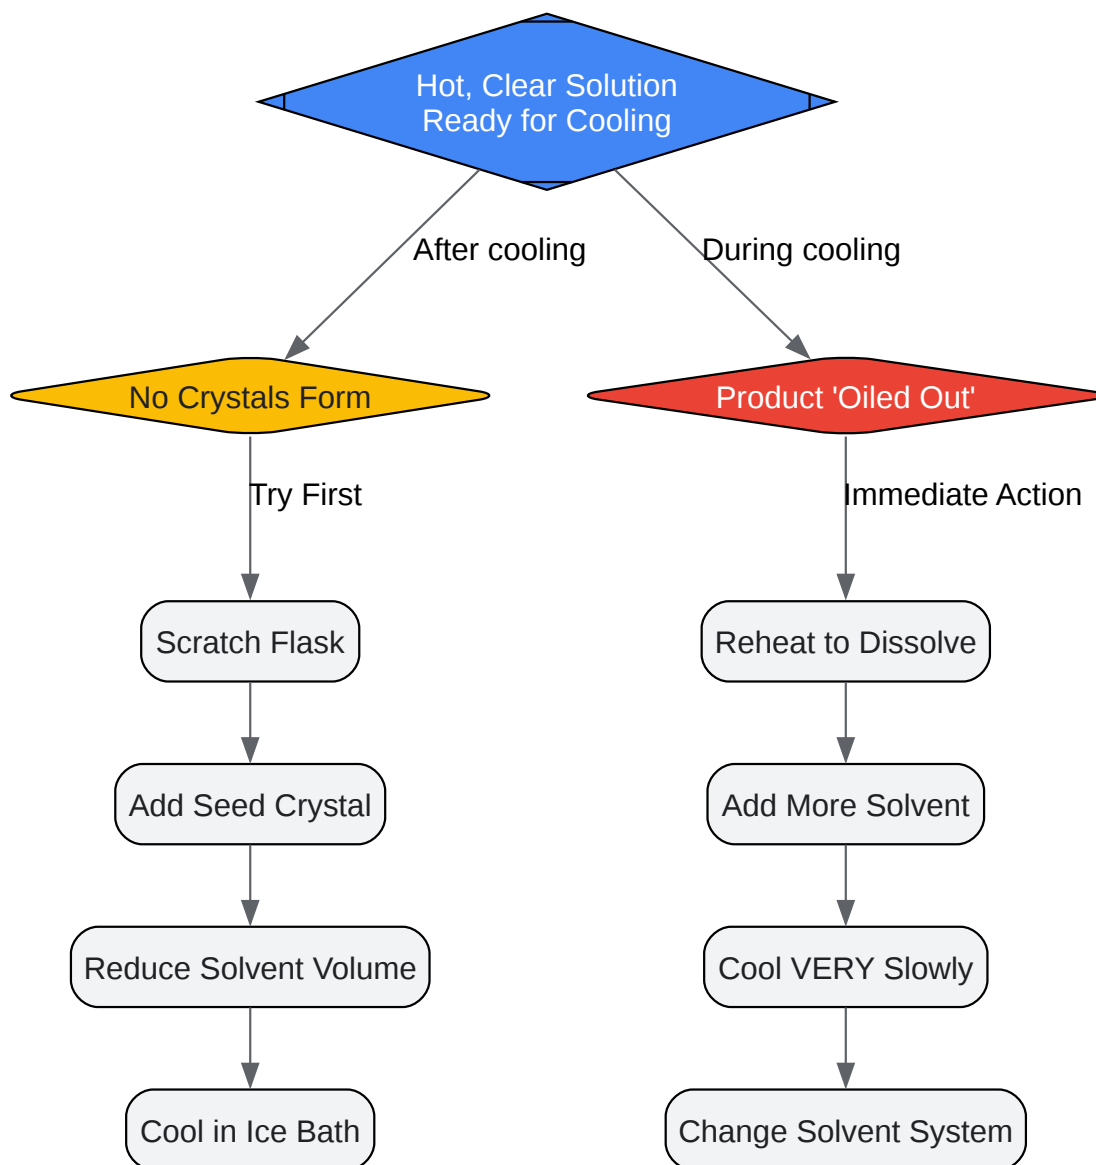 Hot, Clear Solution
Ready for Cooling
After cooling
During cooling
No Crystals Form
Product 'Oiled Out'
Try First
Immediate Action
Scratch Flask
Reheat to Dissolve
Add Seed Crystal
Add More Solvent
Reduce Solvent Volume
Cool VERY Slowly
Cool in Ice Bath
Change Solvent System